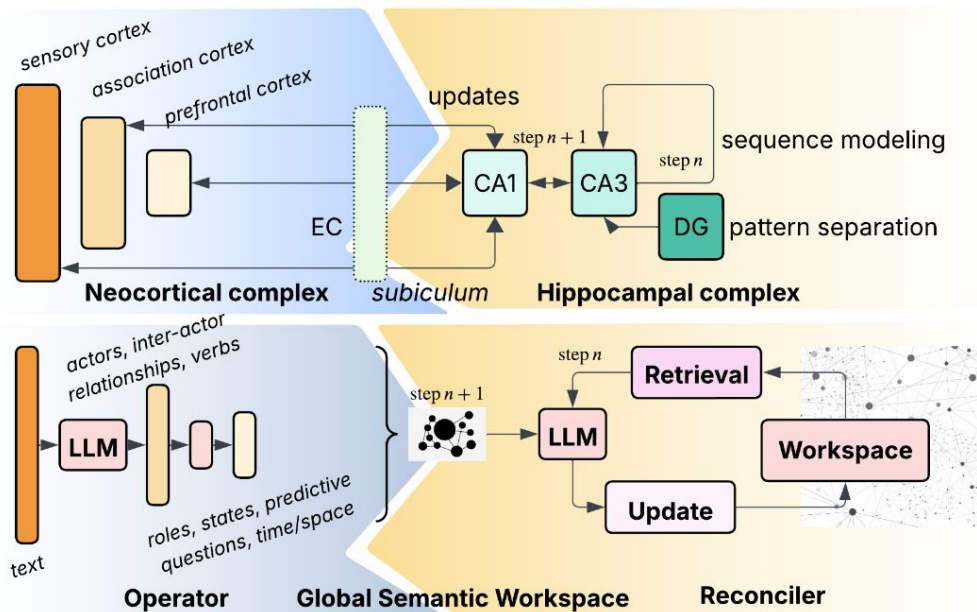 sensory cortex
association cortex
prefrontal cortex
updates
step n + 1
step n
sequence modeling
CA1
CA3
EC
DG
pattern separation
Neocortical complex
subiculum
Hippocampal complex
actors, inter-actor
relationships, verbs
step n + 1
step n
Retrieval
LLM
LLM
Workspace
Update
roles, states, predictive
questions, time/space
text
Operator
Global Semantic Workspace
Reconciler